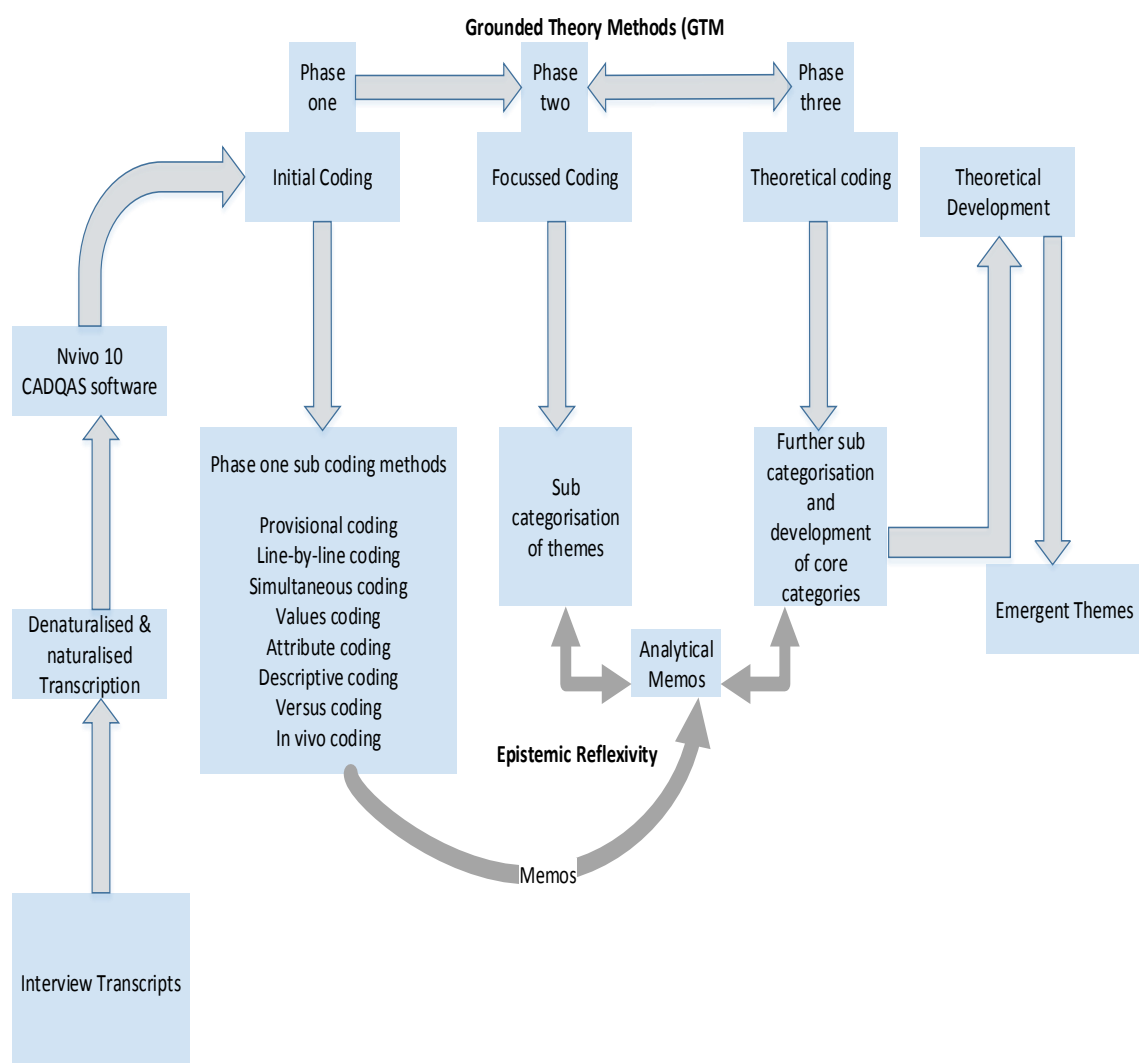 Grounded Theory Methods (GTM
Phase
one
Phase
two
Phase
three
Initial Coding
Focussed Coding
Theoretical coding
Theoretical
Development
Nvivo 10
CADQAS software
Phase one sub coding methods
Provisional coding
Line-by-line coding
Simultaneous coding
Values coding
Attribute coding
Descriptive coding
Versus coding
In vivo coding
Sub
categorisation
of themes
Further sub
categorisation
and
development
of core
categories
Emergent Themes
Denaturalised &
naturalised
Transcription
Analytical
Memos
Epistemic Reflexivity
Memos
Interview Transcripts